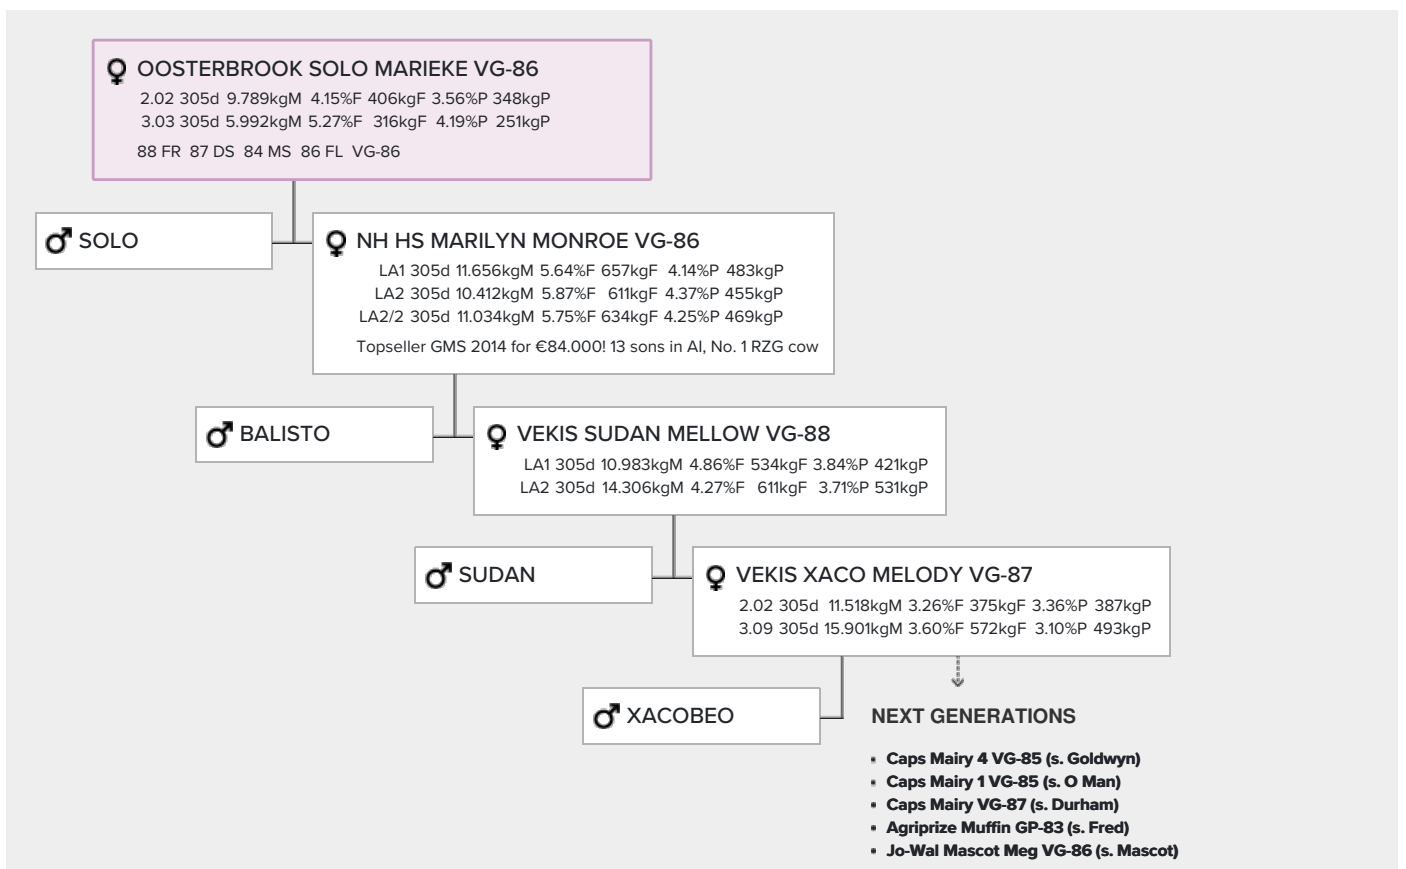 OOSTERBROOK SOLO MARIEKE VG-86
2.02 305d 9.789kgM 4.15%F 406kgF 3.56%P 348kgP
3.03 305d 5.992kgM 5.27%F 316kgF 4.19%P 251kgP
88 FR 87 DS 84 MS 86 FL VG-86
SOLO
NH HS MARILYN MONROE VG-86
LA1 305d 11.656kgM 5.64%F 657kgF 4.14%P 483kgP
LA2 305d 10.412kgM 5.87%F 611kgF 4.37%P 455kgP
LA2/2 305d 11.034kgM 5.75%F 634kgF 4.25%P 469kgP
Topseller GMS 2014 for €84.000! 13 sons in AI, No. 1 RZG cow
BALISTO
VEKIS SUDAN MELLOW VG-88
LA1 305d 10.983kgM 4.86%F 534kgF 3.84%P 421kgP
LA2 305d 14.306kgM 4.27%F 611kgF 3.71%P 531kgP
SUDAN
VEKIS XACO MELODY VG-87
2.02 305d 11.518kgM 3.26%F 375kgF 3.36%P 387kgP
3.09 305d 15.901kgM 3.60%F 572kgF 3.10%P 493kgP
XACOBEO
NEXT GENERATIONS
• Caps Mairy 4 VG-85 (s. Goldwyn)
• Caps Mairy 1 VG-85 (s. O Man)
• Caps Mairy VG-87 (s. Durham)
• Agriprize Muffin GP-83 (s. Fred)
• Jo-Wal Mascot Meg VG-86 (s. Mascot)